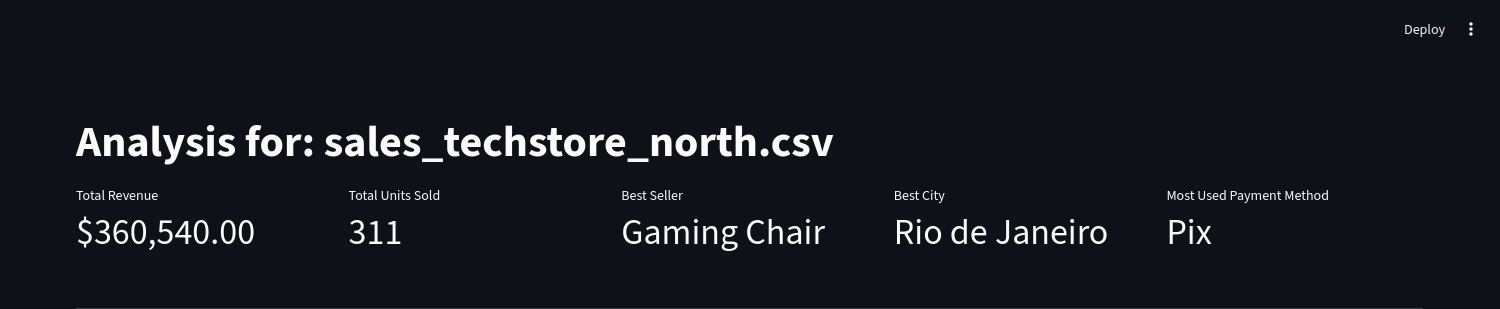 Deploy
Analysis for: sales_techstore_north.csv
Total Revenue
$360,540.00
Total Units Sold
311
Best Seller
Gaming Chair
Best City
Rio de Janeiro
Most Used Payment Method
Pix